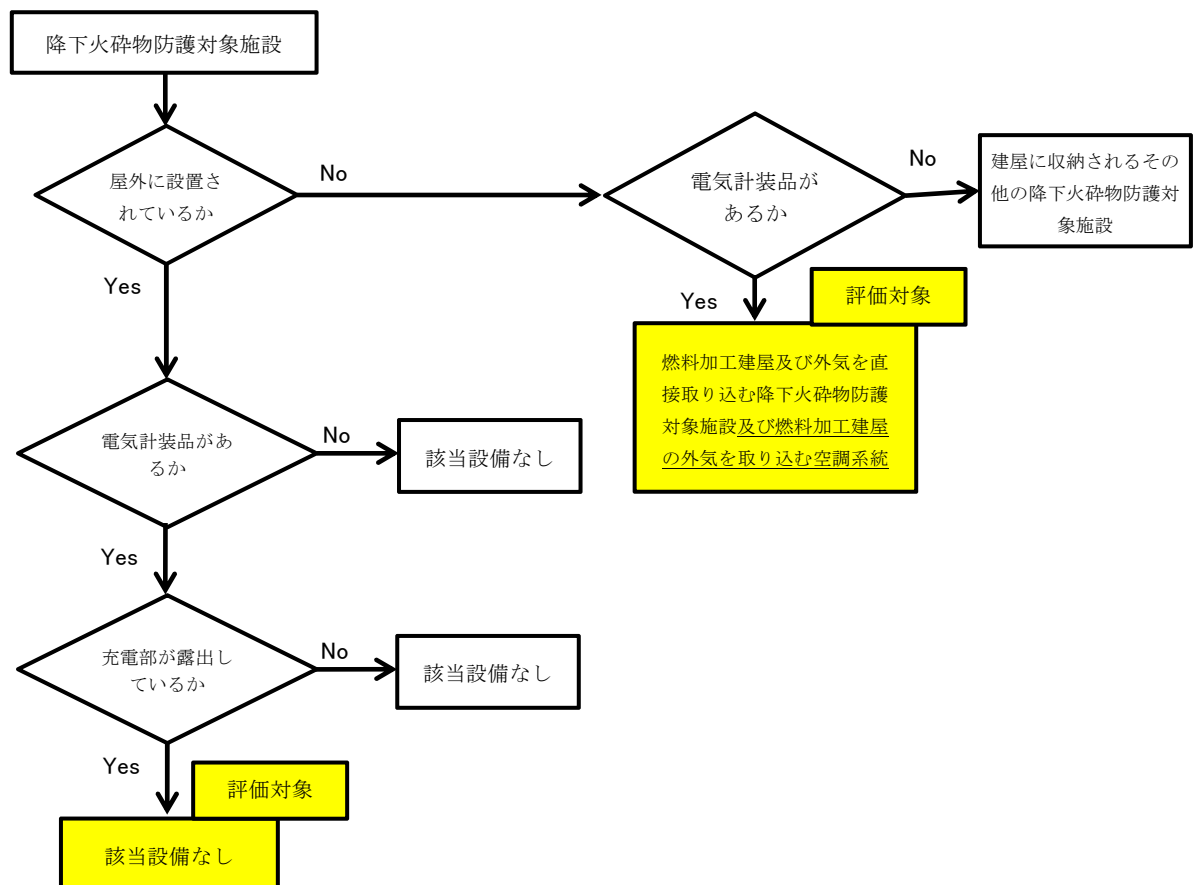 降下火砕物防護対象施設
屋外に設置さ
れているか
No
電気計装品が
あるか
No
建屋に収納されるその
他の降下火砕物防護対
象施設
Yes
Yes
評価対象
燃料加工建屋及び外気を直
接取り込む降下火砕物防護
対象施設及び燃料加工建屋
の外気を取り込む空調系統
電気計装品があ
るか
No
該当設備なし
Yes
充電部が露出し
ているか
No
該当設備なし
Yes
評価対象
該当設備なし